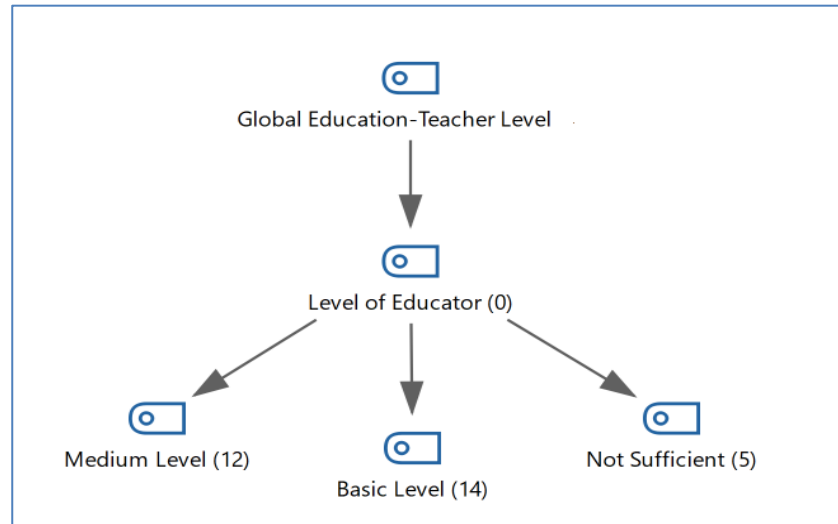 Global Education-Teacher Level
Level of Educator (0)
Medium Level (12)
Basic Level (14)
Not Sufficient (5)